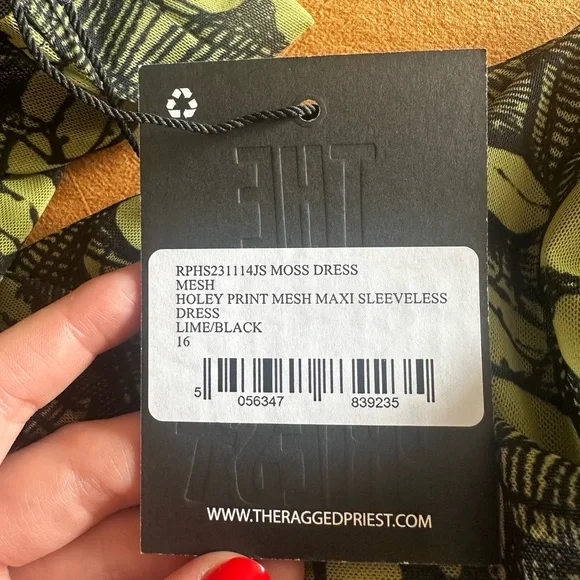 RPHS231114JS MOSS DRESS
MESH
HOLEY PRINT MESH MAXI SLEEVELESS
DRESS
LIME/BLACK
16
5 056347 839235
WWW.THERAGGEDPRIEST.COM